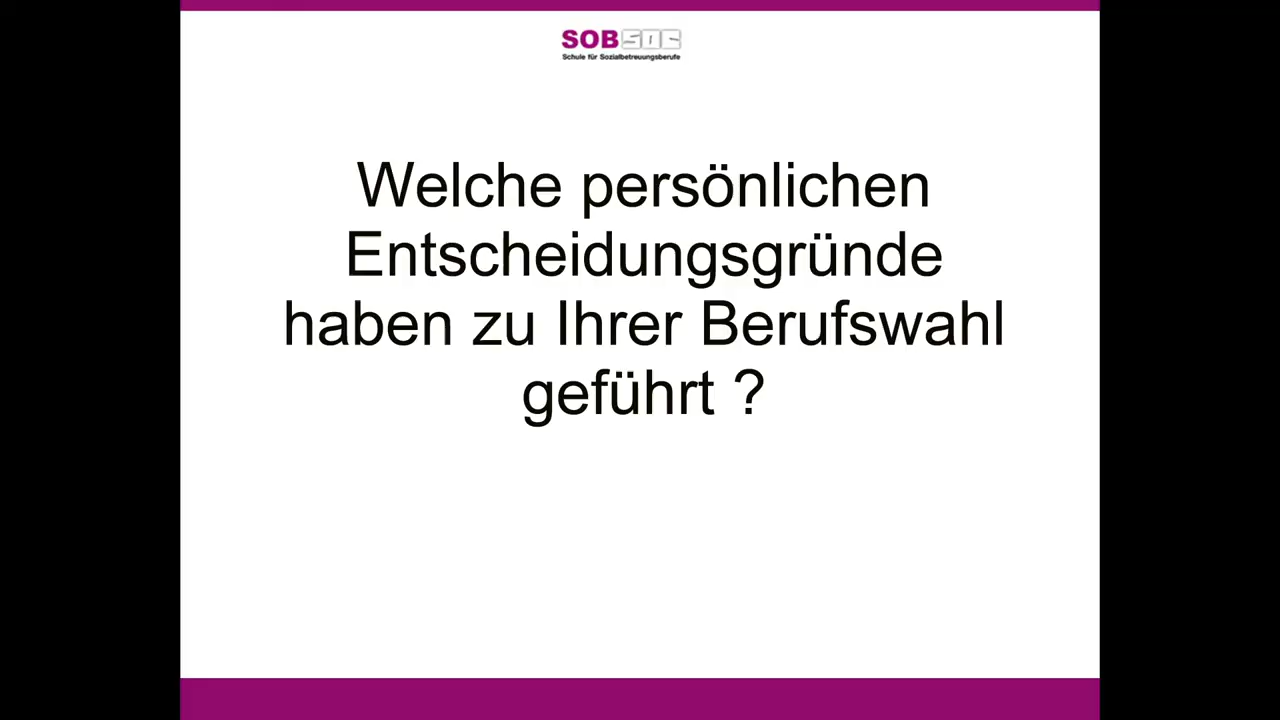 SOBSOC
Schule für Sozialbetreuungsberufe
Welche persönlichen
Entscheidungsgründe
haben zu Ihrer Berufswahl
geführt ?